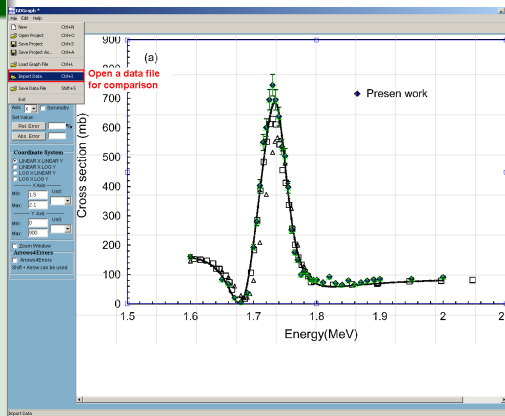 GDGraph *
File Edit Help
New Ctrl+N
Open Project Ctrl+O
Save Project Ctrl+S
Save Project As... Ctrl+A
Load Graph File Ctrl+L
Import Data Ctrl+I
Save Data File Shift+S
Exit
Open a data file
for comparison
Axis: Symmetry
Set Value:
Rel. Error %
Abs. Error
Coordinate System
LINEAR X LINEAR Y
LINEAR X LOG Y
LOG X LINEAR Y
LOG X LOG Y
X Axis
Min: 1.5 Unit:
Max: 2.1
Y Axis
Min: 0 Unit:
Max: 900
Zoom Window
Arrows4Errors
Arrows4Errors
Shift + Arrow can be used
(a)
Presen work
Cross section (mb)
900
700
600
500
400
300
200
100
0
1.5 1.6 1.7 1.8 1.9 2.0
Energy(MeV)
Import Data